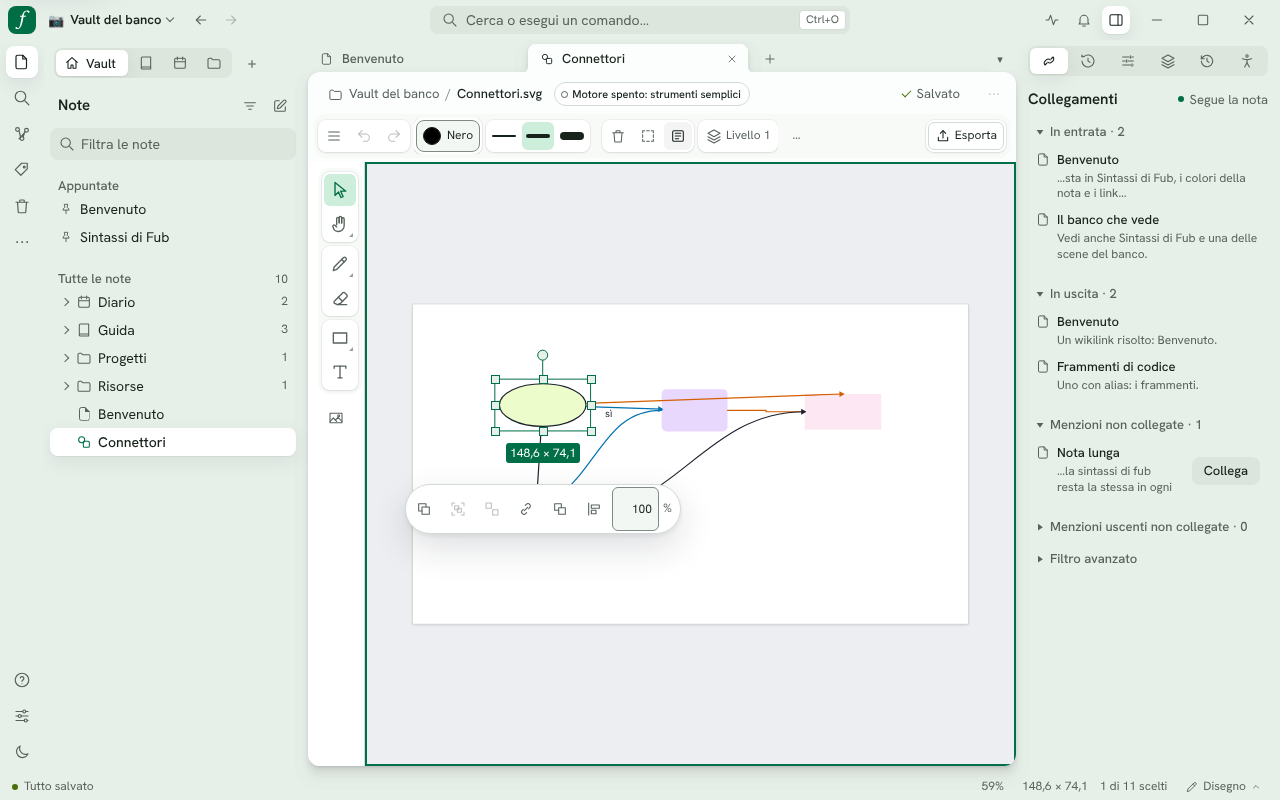 Vault del banco
Cerca o esegui un comando…
Ctrl+O
Vault
Note
Filtra le note
Appuntate
Benvenuto
Sintassi di Fub
Tutte le note 10
Diario 2
Guida 3
Progetti 1
Risorse 1
Benvenuto
Connettori
Tutto salvato
Benvenuto
Connettori
Vault del banco / Connettori.svg
Motore spento: strumenti semplici
Salvato
Nero
Livello 1
Esporta
sì
148,6 × 74,1
100 %
Collegamenti
Segue la nota
In entrata · 2
Benvenuto
…sta in Sintassi di Fub, i colori della
nota e i link…
Il banco che vede
Vedi anche Sintassi di Fub e una delle
scene del banco.
In uscita · 2
Benvenuto
Un wikilink risolto: Benvenuto.
Frammenti di codice
Uno con alias: i frammenti.
Menzioni non collegate · 1
Nota lunga
…la sintassi di fub
resta la stessa in ogni
Collega
Menzioni uscenti non collegate · 0
Filtro avanzato
59%
148,6 × 74,1
1 di 11 scelti
Disegno